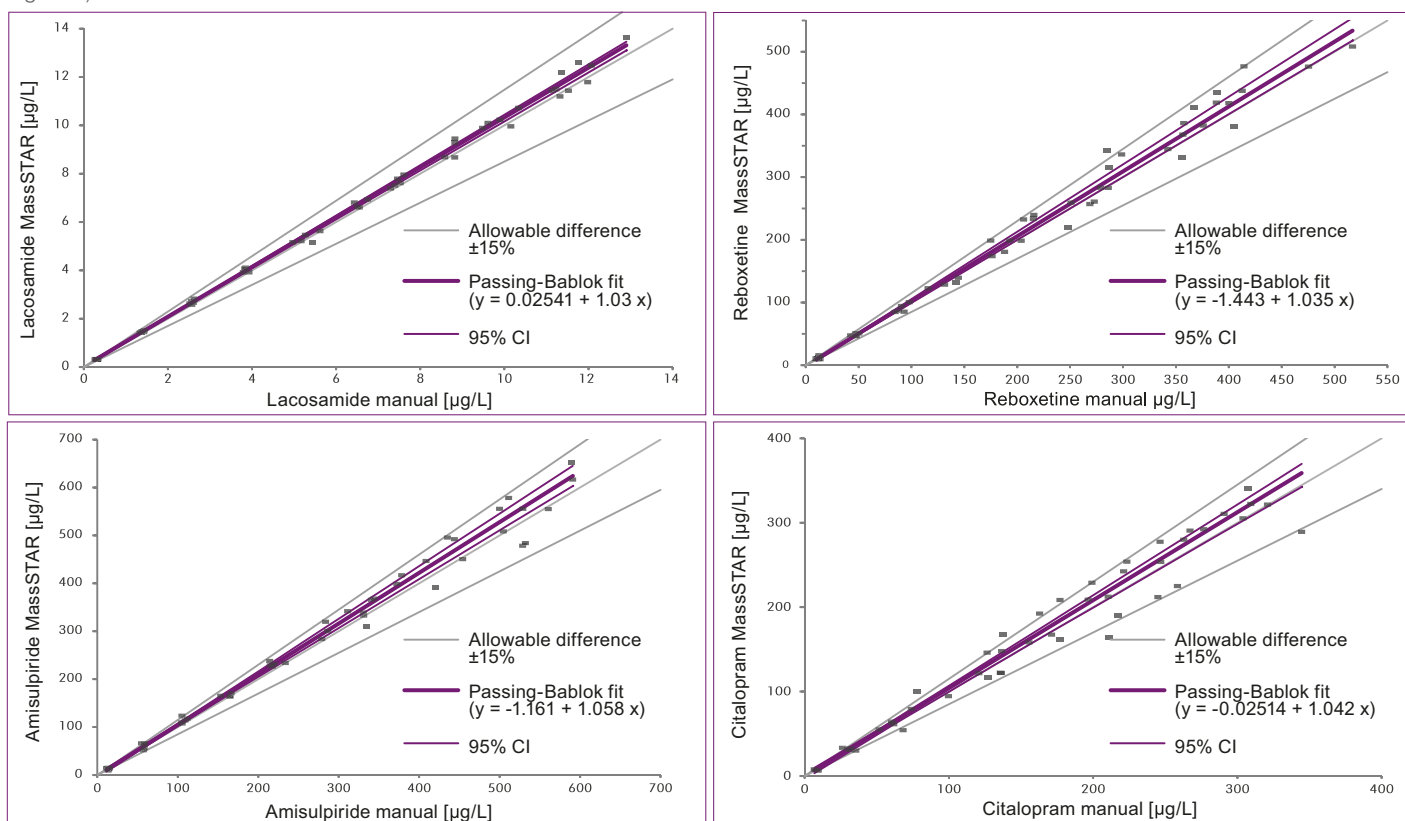 14
12
10
8
6
4
2
0
Lacosamide MassSTAR [µg/L]
Allowable difference
±15%
Passing-Bablok fit
(y = 0.02541 + 1.03 x)
95% CI
0 2 4 6 8 10 12 14
Lacosamide manual [µg/L]
500
400
300
200
100
0
Reboxetine MassSTAR [µg/L]
Allowable difference
±15%
Passing-Bablok fit
(y = -1.443 + 1.035 x)
95% CI
0 50 100 150 200 250 300 350 400 450 500 550
Reboxetine manual µg/L]
700
600
500
400
300
200
100
0
Amisulpiride MassSTAR [µg/L]
Allowable difference
±15%
Passing-Bablok fit
(y = -1.161 + 1.058 x)
95% CI
0 100 200 300 400 500 600 700
Amisulpiride manual [µg/L]
400
300
200
100
0
Citalopram MassSTAR [µg/L]
Allowable difference
±15%
Passing-Bablok fit
(y = -0.02514 + 1.042 x)
95% CI
0 100 200 300 400
Citalopram manual [µg/L]